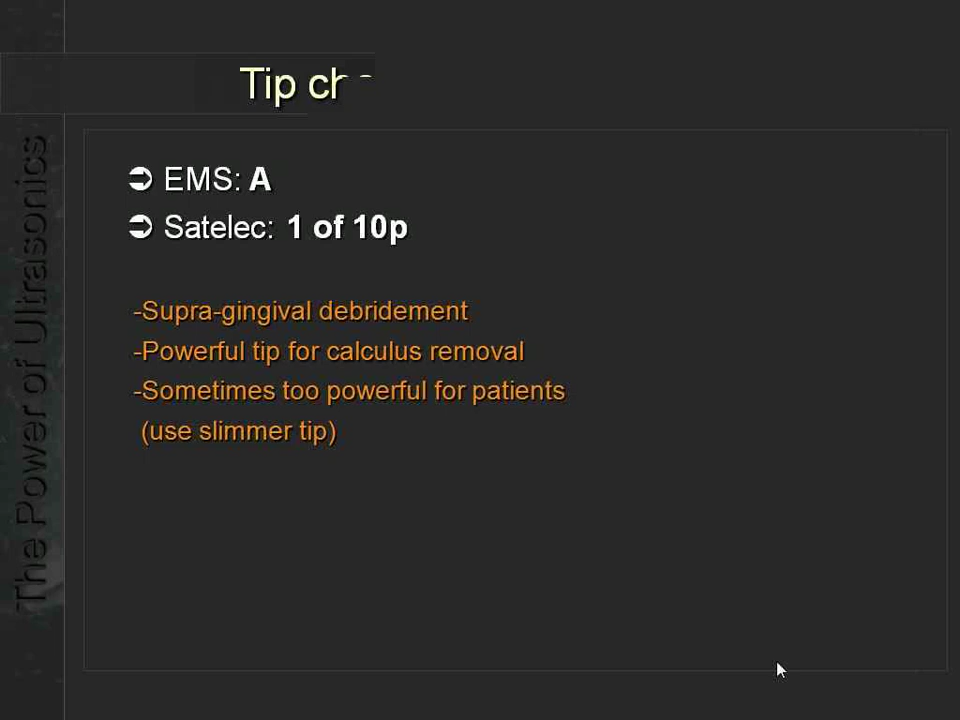 Tip
EMS: A
Satelec: 1 of 10p
-Supra-gingival debridement
-Powerful tip for calculus removal
-Sometimes too powerful for patients
(use slimmer tip)
The Power of Ultrasonics